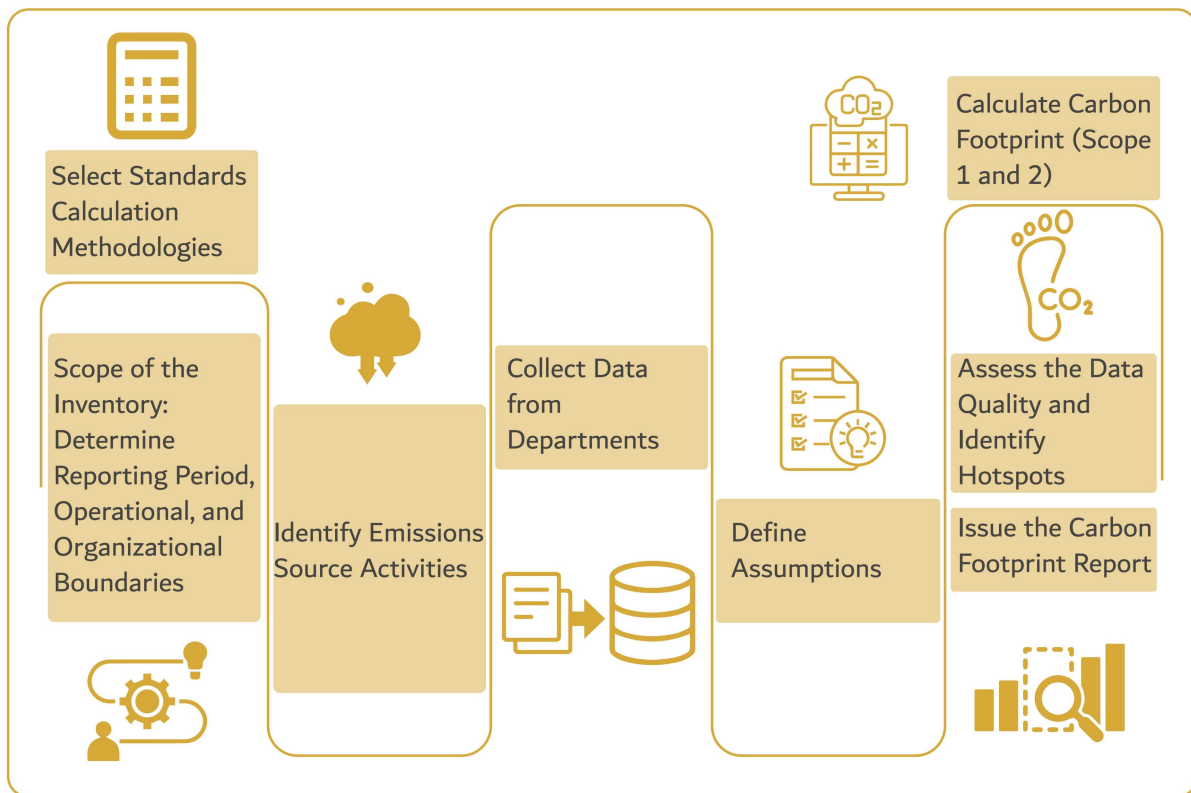 Select Standards
Calculation
Methodologies
Scope of the
Inventory:
Determine
Reporting Period,
Operational, and
Organizational
Boundaries
Identify Emissions
Source Activities
Collect Data
from
Departments
Define
Assumptions
CO₂
Calculate Carbon
Footprint (Scope
1 and 2)
CO₂
Assess the Data
Quality and
Identify
Hotspots
Issue the Carbon
Footprint Report